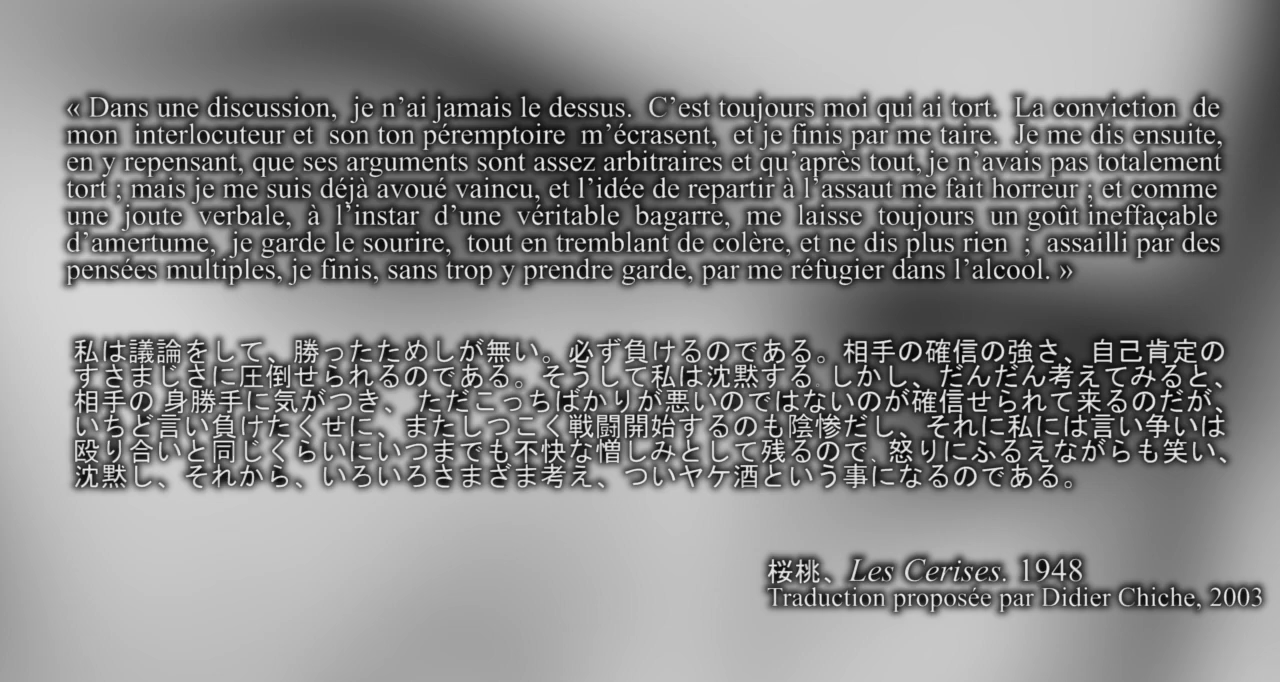 « Dans une discussion, je n'ai jamais le dessus. C'est toujours moi qui ai tort. La conviction de
mon interlocuteur et son ton péremptoire m'écrasent, et je finis par me taire. Je me dis ensuite,
en y repensant, que ses arguments sont assez arbitraires et qu'après tout, je n'avais pas totalement
tort ; mais je me suis déjà avoué vaincu, et l'idée de repartir à l'assaut me fait horreur ; et comme
une joute verbale, à l'instar d'une véritable bagarre, me laisse toujours un goût ineffaçable
d'amertume, je garde le sourire, tout en tremblant de colère, et ne dis plus rien ; assailli par des
pensées multiples, je finis, sans trop y prendre garde, par me réfugier dans l'alcool. »
私は議論をして、勝ったためしが無い。必ず負けるのである。相手の確信の強さ、自己肯定の
すさまじさに圧倒せられるのである。そうして私は沈黙する。しかし、だんだん考えてみると、
相手の 身勝手に気がつき、 ただこっちばかりが悪いのではないのが確信せられて来るのだが、
いちど言い負けたくせに、またしつこく戦闘開始するのも陰惨だし、それに私には言い争いは
殴り合いと同じくらいにいつまでも不快な憎しみとして残るので、怒りにふるえながらも笑い、
沈黙し、それから、いろいろさまざま考え、ついヤケ酒という事になるのである。
桜桃、Les Cerises. 1948
Traduction proposée par Didier Chiche, 2003